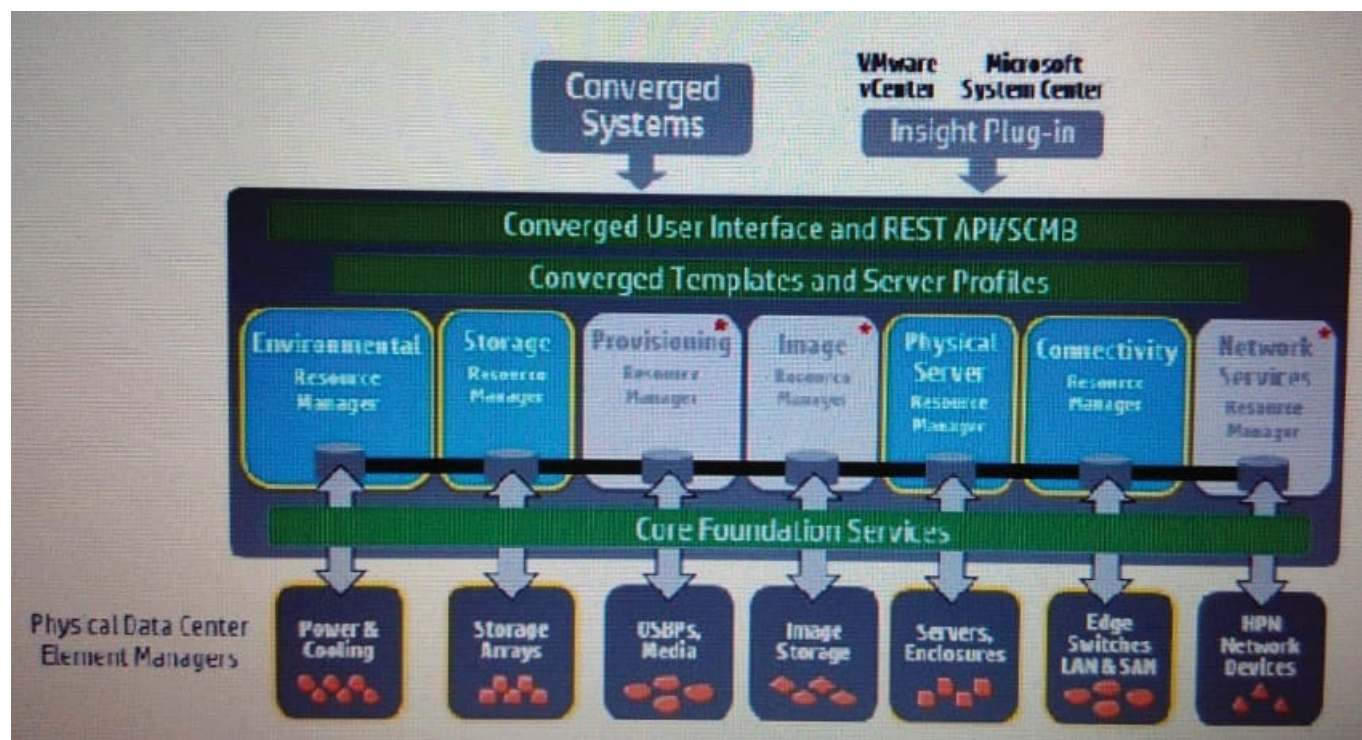 Converged
Systems
VMware
vCenter
Microsoft
System Center
Insight Plug-in
Converged User Interface and REST API/SCMB
Converged Templates and Server Profiles
Environmental
Resource
Manager
Storage
Resource
Manager
Provisioning *
Resource
Manager
Image *
Resource
Manager
Physical
Server
Resource
Manager
Connectivity
Resource
Manager
Network *
Services
Resource
Manager
Core Foundation Services
Physical Data Center
Element Managers
Power &
Cooling
Storage
Arrays
OSBPs,
Media
Image
Storage
Servers,
Enclosures
Edge
Switches
LAN & SAN
HPN
Network
Devices